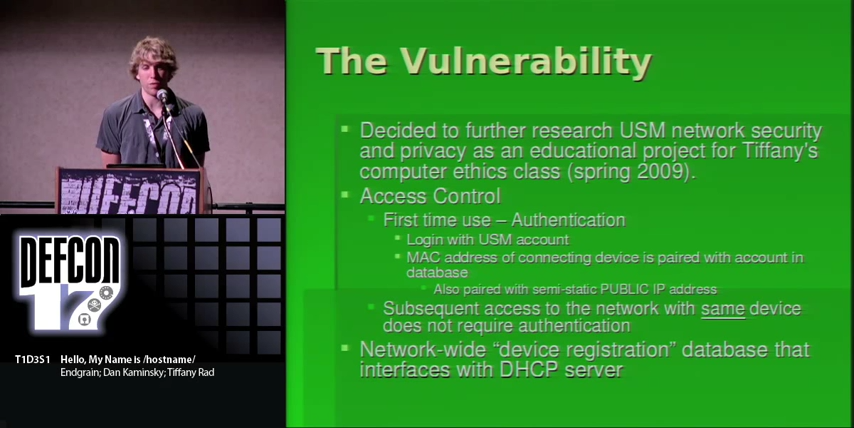 The Vulnerability
Decided to further research USM network security
and privacy as an educational project for Tiffany's
computer ethics class (spring 2009).
Access Control
First time use – Authentication
Login with USM account
MAC address of connecting device is paired with account in
database
Also paired with semi-static PUBLIC IP address
Subsequent access to the network with same device
does not require authentication
Network-wide “device registration” database that
interfaces with DHCP server
DEFCON
DEFCON
17
T1D3S1 Hello, My Name is /hostname/
Endgrain; Dan Kaminsky; Tiffany Rad